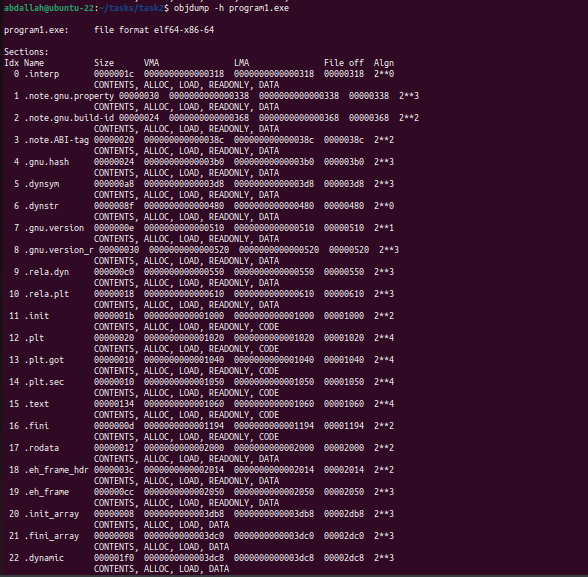 abdallah@ubuntu-22:~/tasks/task2$ objdump -h program1.exe
program1.exe:     file format elf64-x86-64
Sections:
Idx Name          Size      VMA               LMA               File off  Algn
  0 .interp       0000001c  0000000000000318  0000000000000318  00000318  2**0
                  CONTENTS, ALLOC, LOAD, READONLY, DATA
  1 .note.gnu.property 00000030  0000000000000338  0000000000000338  00000338  2**3
                  CONTENTS, ALLOC, LOAD, READONLY, DATA
  2 .note.gnu.build-id 00000024  0000000000000368  0000000000000368  00000368  2**2
                  CONTENTS, ALLOC, LOAD, READONLY, DATA
  3 .note.ABI-tag 00000020  000000000000038c  000000000000038c  0000038c  2**2
                  CONTENTS, ALLOC, LOAD, READONLY, DATA
  4 .gnu.hash     00000024  00000000000003b0  00000000000003b0  000003b0  2**3
                  CONTENTS, ALLOC, LOAD, READONLY, DATA
  5 .dynsym       000000a8  00000000000003d8  00000000000003d8  000003d8  2**3
                  CONTENTS, ALLOC, LOAD, READONLY, DATA
  6 .dynstr       0000008f  0000000000000480  0000000000000480  00000480  2**0
                  CONTENTS, ALLOC, LOAD, READONLY, DATA
  7 .gnu.version  0000000e  0000000000000510  0000000000000510  00000510  2**1
                  CONTENTS, ALLOC, LOAD, READONLY, DATA
  8 .gnu.version_r 00000030  0000000000000520  0000000000000520  00000520  2**3
                  CONTENTS, ALLOC, LOAD, READONLY, DATA
  9 .rela.dyn     000000c0  0000000000000550  0000000000000550  00000550  2**3
                  CONTENTS, ALLOC, LOAD, READONLY, DATA
 10 .rela.plt     00000018  0000000000000610  0000000000000610  00000610  2**3
                  CONTENTS, ALLOC, LOAD, READONLY, DATA
 11 .init         0000001b  0000000000001000  0000000000001000  00001000  2**2
                  CONTENTS, ALLOC, LOAD, READONLY, CODE
 12 .plt          00000020  0000000000001020  0000000000001020  00001020  2**4
                  CONTENTS, ALLOC, LOAD, READONLY, CODE
 13 .plt.got      00000010  0000000000001040  0000000000001040  00001040  2**4
                  CONTENTS, ALLOC, LOAD, READONLY, CODE
 14 .plt.sec      00000010  0000000000001050  0000000000001050  00001050  2**4
                  CONTENTS, ALLOC, LOAD, READONLY, CODE
 15 .text         00000134  0000000000001060  0000000000001060  00001060  2**4
                  CONTENTS, ALLOC, LOAD, READONLY, CODE
 16 .fini         0000000d  0000000000001194  0000000000001194  00001194  2**2
                  CONTENTS, ALLOC, LOAD, READONLY, CODE
 17 .rodata       00000012  0000000000002000  0000000000002000  00002000  2**2
                  CONTENTS, ALLOC, LOAD, READONLY, DATA
 18 .eh_frame_hdr 0000003c  0000000000002014  0000000000002014  00002014  2**2
                  CONTENTS, ALLOC, LOAD, READONLY, DATA
 19 .eh_frame     000000cc  0000000000002050  0000000000002050  00002050  2**3
                  CONTENTS, ALLOC, LOAD, READONLY, DATA
 20 .init_array   00000008  0000000000003db8  0000000000003db8  00002db8  2**3
                  CONTENTS, ALLOC, LOAD, DATA
 21 .fini_array   00000008  0000000000003dc0  0000000000003dc0  00002dc0  2**3
                  CONTENTS, ALLOC, LOAD, DATA
 22 .dynamic      000001f0  0000000000003dc8  0000000000003dc8  00002dc8  2**3
                  CONTENTS, ALLOC, LOAD, DATA